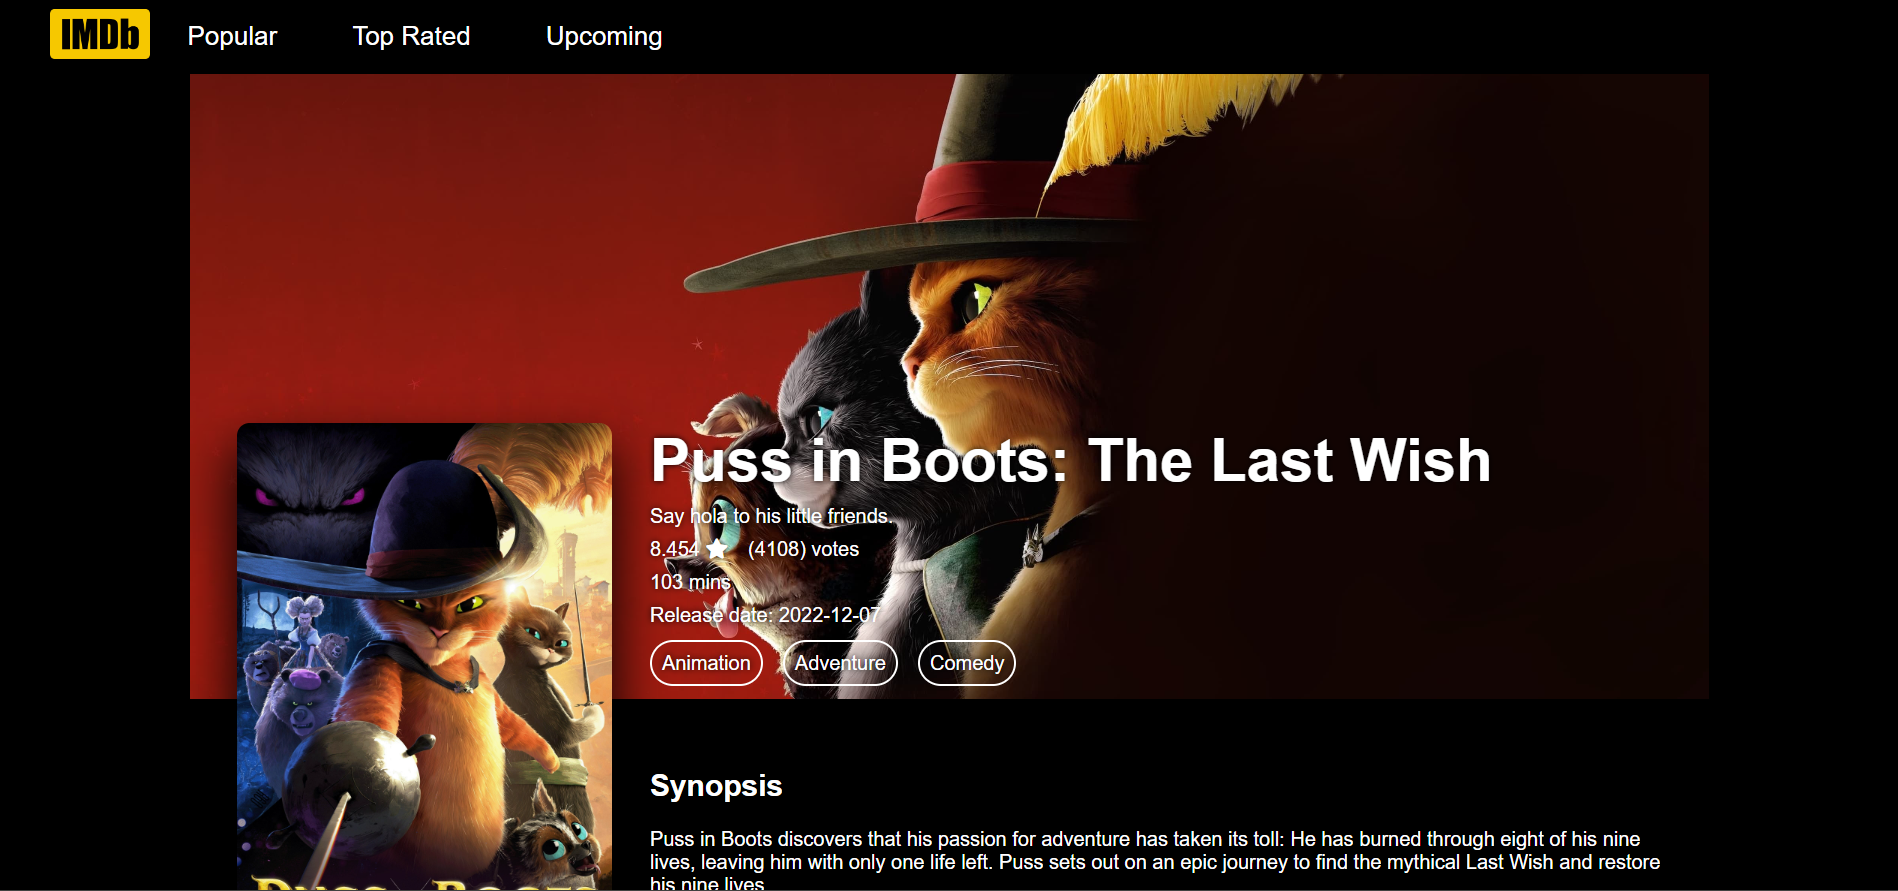 IMDb Popular Top Rated Upcoming
Puss in Boots: The Last Wish
Say hola to his little friends.
8.454 (4108) votes
103 mins
Release date: 2022-12-07
Animation Adventure Comedy
Synopsis
Puss in Boots discovers that his passion for adventure has taken its toll: He has burned through eight of his nine
lives, leaving him with only one life left. Puss sets out on an epic journey to find the mythical Last Wish and restore
his nine lives.
Puss Boots